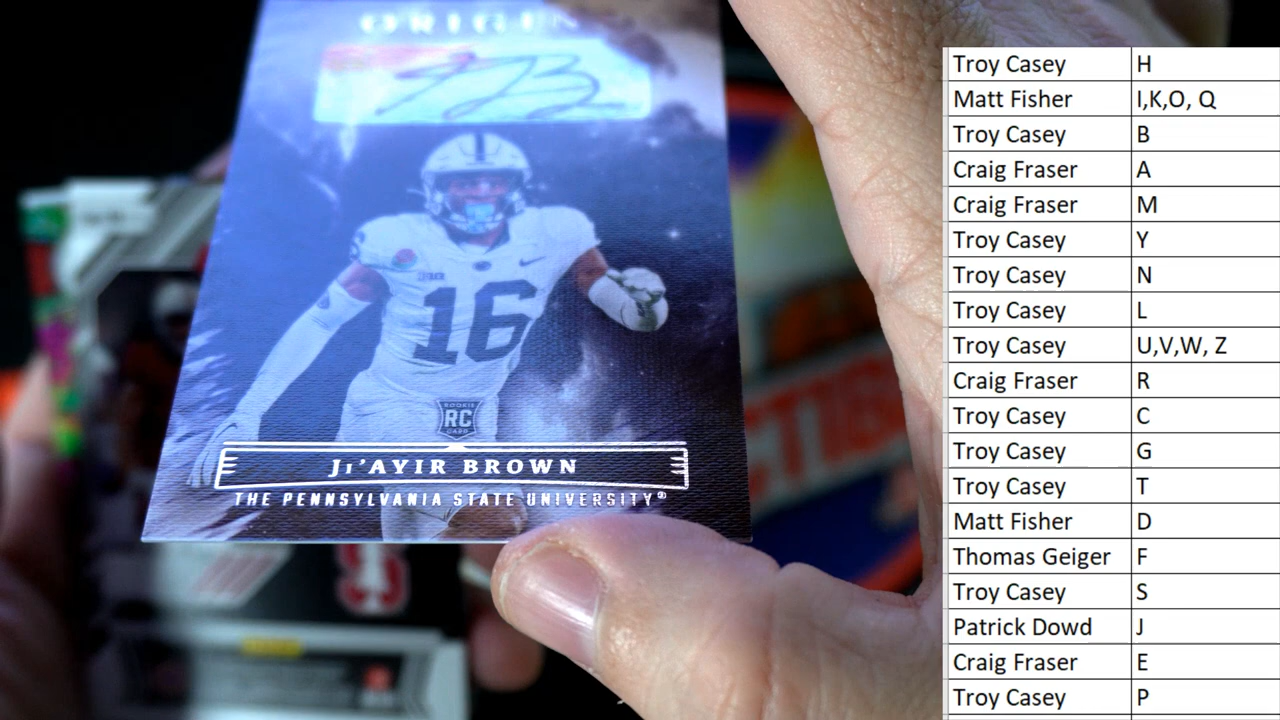 ORIGINS
16
ROOKIE
RC
CARD
JI'AYIR BROWN
THE PENNSYLVANIA STATE UNIVERSITY®
Troy Casey H
Matt Fisher I,K,O, Q
Troy Casey B
Craig Fraser A
Craig Fraser M
Troy Casey Y
Troy Casey N
Troy Casey L
Troy Casey U,V,W, Z
Craig Fraser R
Troy Casey C
Troy Casey G
Troy Casey T
Matt Fisher D
Thomas Geiger F
Troy Casey S
Patrick Dowd J
Craig Fraser E
Troy Casey P